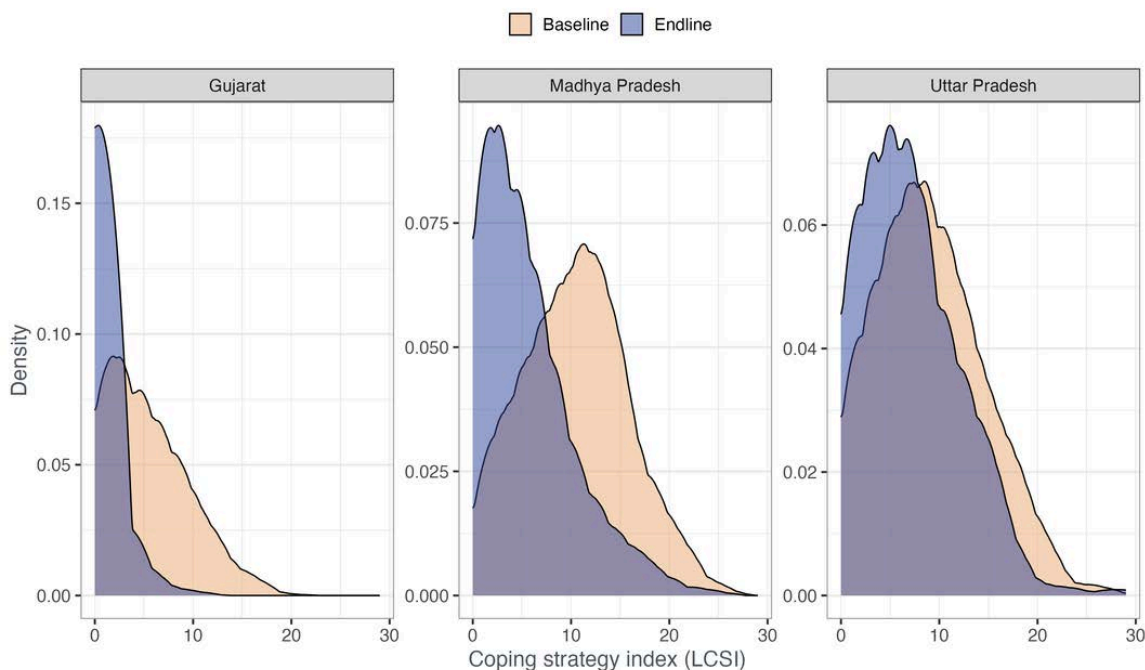 Baseline Endline
Gujarat Madhya Pradesh Uttar Pradesh
Density
0.15
0.10
0.05
0.00
0.075
0.050
0.025
0.000
0.06
0.04
0.02
0.00
0 10 20 30 0 10 20 30 0 10 20 30
Coping strategy index (LCSI)